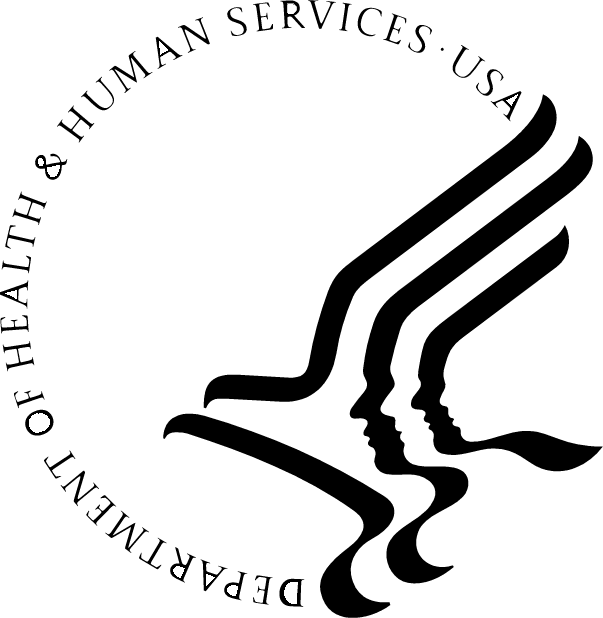 DEPARTMENT OF HEALTH & HUMAN SERVICES · USA